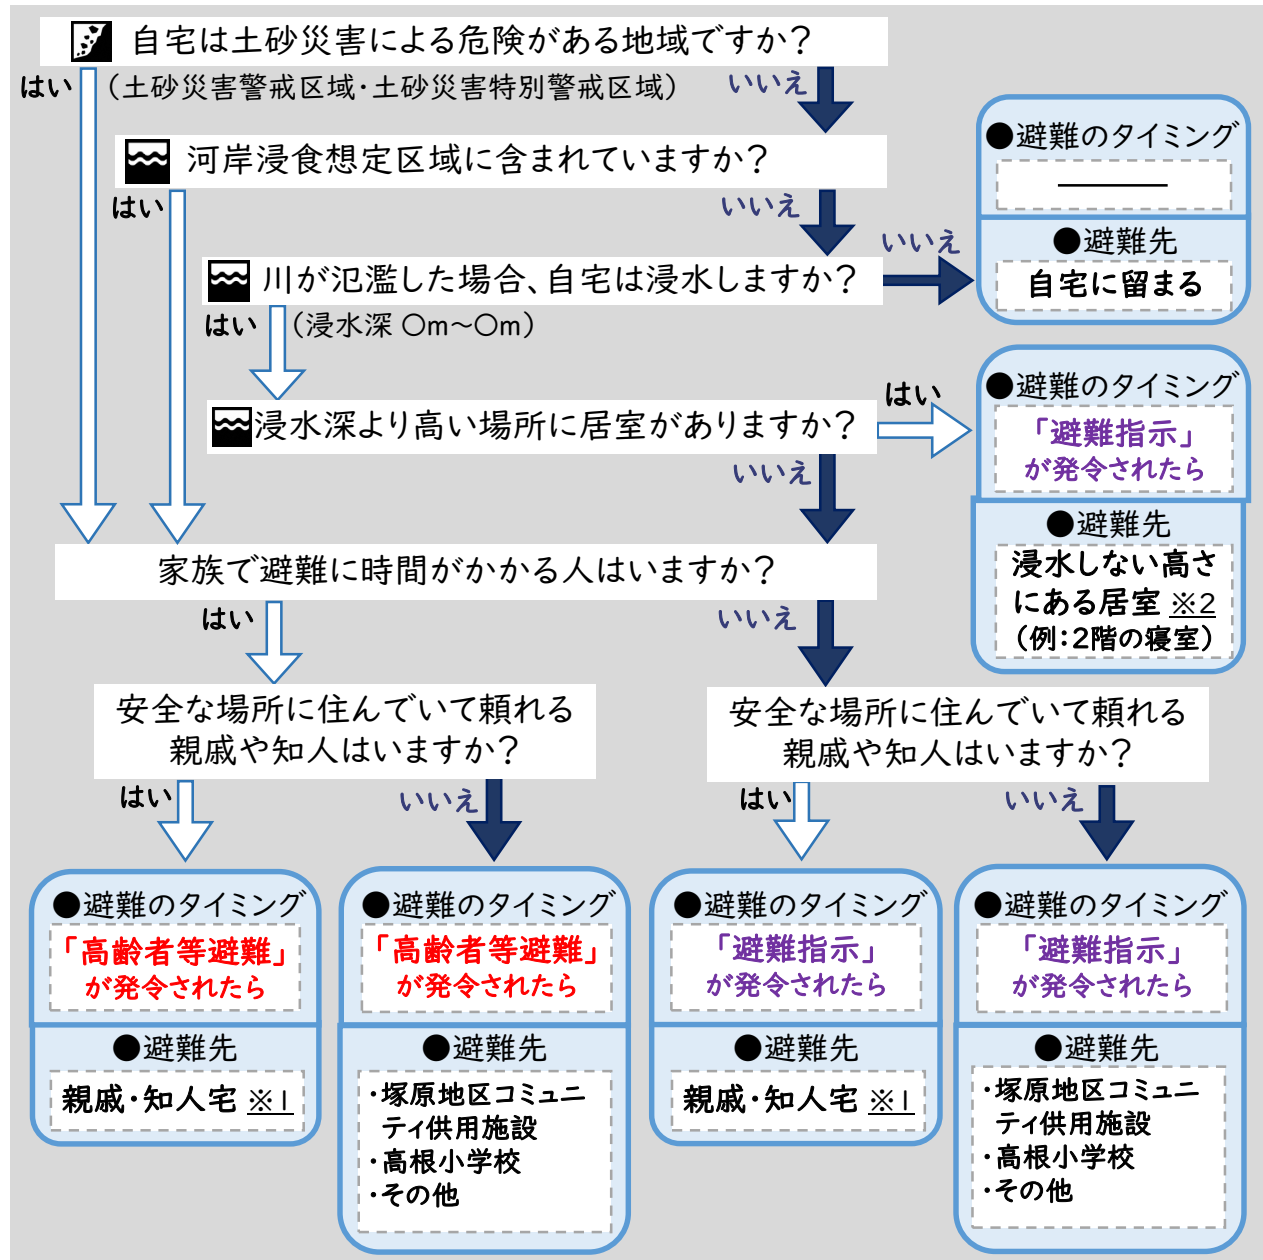 自宅は土砂災害による危険がある地域ですか?
はい
(土砂災害警戒区域・土砂災害特別警戒区域)
いいえ
河岸浸食想定区域に含まれていますか?
はい
いいえ
川が氾濫した場合、自宅は浸水しますか?
いいえ
はい
(浸水深 〇m~〇m)
●避難のタイミング
————
●避難先
自宅に留まる
浸水深より高い場所に居室がありますか?
はい
いいえ
●避難のタイミング
「避難指示」
が発令されたら
●避難先
浸水しない高さ
にある居室 ※2
(例:2階の寝室)
家族で避難に時間がかかる人はいますか?
はい
いいえ
安全な場所に住んでいて頼れる
親戚や知人はいますか?
はい
いいえ
安全な場所に住んでいて頼れる
親戚や知人はいますか?
はい
いいえ
●避難のタイミング
「高齢者等避難」
が発令されたら
●避難先
親戚・知人宅 ※1
●避難のタイミング
「高齢者等避難」
が発令されたら
●避難先
・塚原地区コミュニ
ティ供用施設
・高根小学校
・その他
●避難のタイミング
「避難指示」
が発令されたら
●避難先
親戚・知人宅 ※1
●避難のタイミング
「避難指示」
が発令されたら
●避難先
・塚原地区コミュニ
ティ供用施設
・高根小学校
・その他